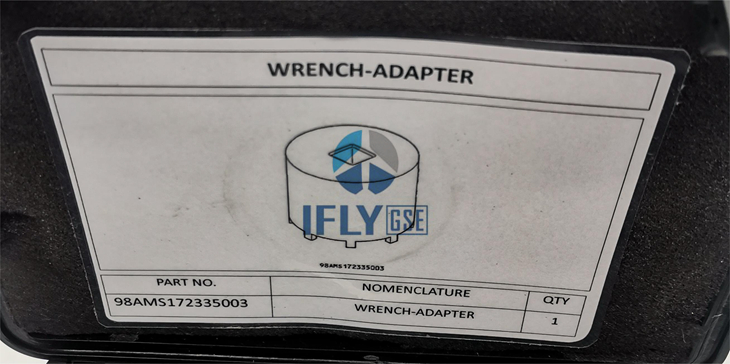 WRENCH-ADAPTER
IFLY GSE
98AMS172335003
PART NO.
NOMENCLATURE
QTY
98AMS172335003
WRENCH-ADAPTER
1